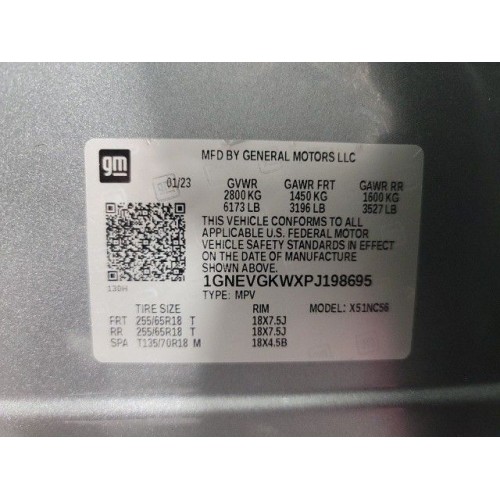 gm
MFD BY GENERAL MOTORS LLC
01/23 GVWR GAWR FRT GAWR RR
2800 KG 1450 KG 1600 KG
6173 LB 3196 LB 3527 LB
THIS VEHICLE CONFORMS TO ALL
APPLICABLE U.S. FEDERAL MOTOR
VEHICLE SAFETY STANDARDS IN EFFECT
ON THE DATE OF MANUFACTURE
SHOWN ABOVE.
1GNEVGKWXPJ198695
TYPE: MPV
130H
TIRE SIZE RIM MODEL: X51NCS6
FRT 255/65R18 T 18X7.5J
RR 255/65R18 T 18X7.5J
SPA T135/70R18 M 18X4.5B